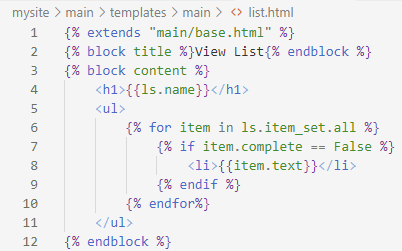 mysite > main > templates > main > <> list.html
1 {% extends "main/base.html" %}
2 {% block title %}View List{% endblock %}
3 {% block content %}
4 <h1>{{ls.name}}</h1>
5 <ul>
6 {% for item in ls.item_set.all %}
7 {% if item.complete == False %}
8 <li>{{item.text}}</li>
9 {% endif %}
10 {% endfor%}
11 </ul>
12 {% endblock %}